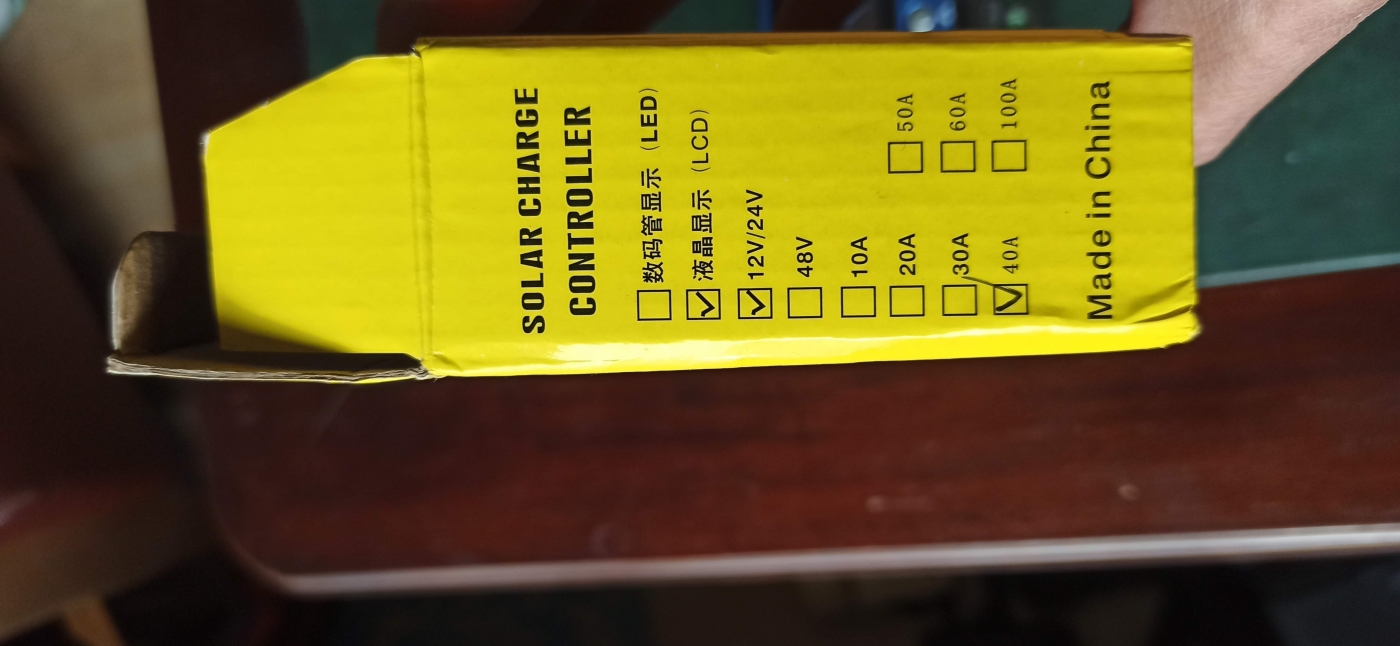 SOLAR CHARGE
CONTROLLER
数码管显示（LED）
液晶显示（LCD）
12V/24V
48V
10A
20A 50A
30A 60A
40A 100A
Made in China